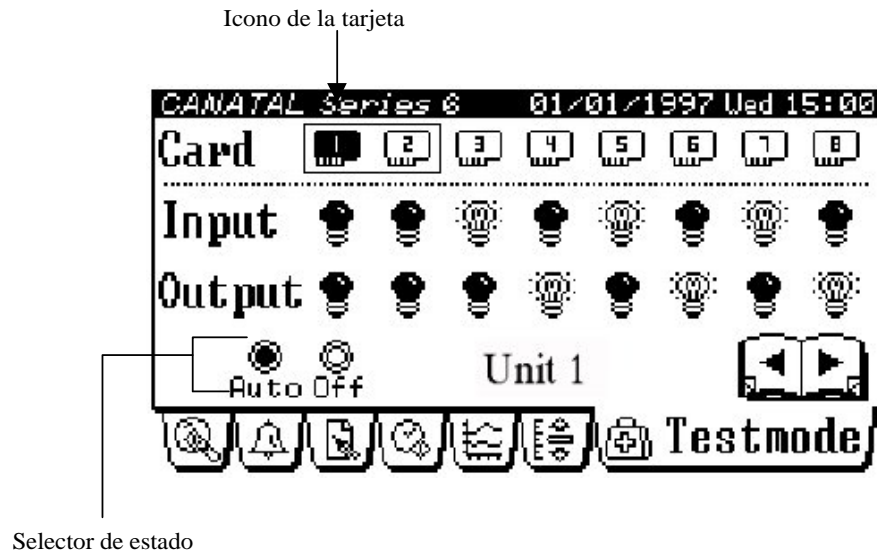 Icono de la tarjeta
CANATAL Series 6 01/01/1997 Wed 15:00
Card 1 2 3 4 5 6 7 8
Input
Output
Auto Off Unit 1
Testmode
Selector de estado